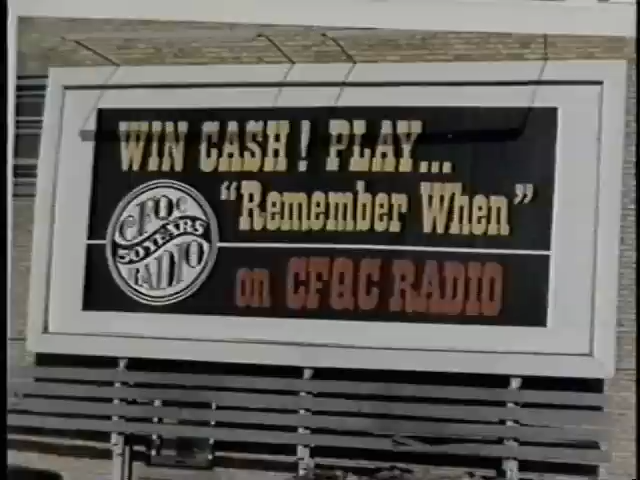 WIN CASH! PLAY...
"Remember When"
CFQC
50 YEARS
RADIO
on CFQC RADIO